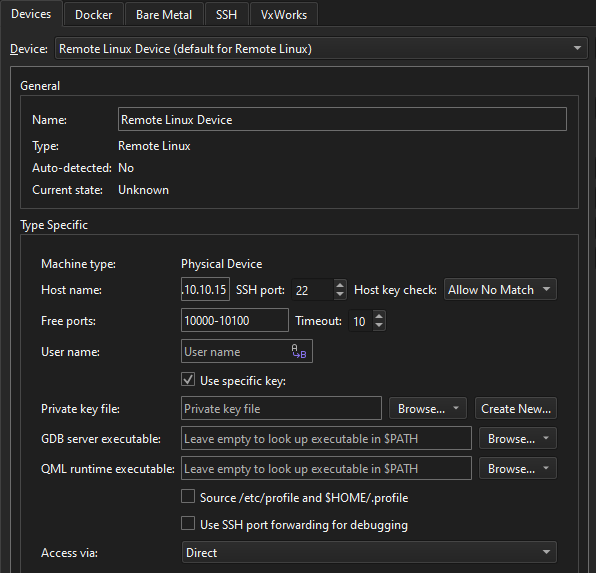 Devices Docker Bare Metal SSH VxWorks
Device: Remote Linux Device (default for Remote Linux)
General
Name: Remote Linux Device
Type: Remote Linux
Auto-detected: No
Current state: Unknown
Type Specific
Machine type: Physical Device
Host name: .10.10.15 SSH port: 22 Host key check: Allow No Match
Free ports: 10000-10100 Timeout: 10
User name: User name A B
Use specific key:
Private key file: Private key file Browse... Create New...
GDB server executable: Leave empty to look up executable in $PATH Browse...
QML runtime executable: Leave empty to look up executable in $PATH Browse...
Source /etc/profile and $HOME/.profile
Use SSH port forwarding for debugging
Access via: Direct